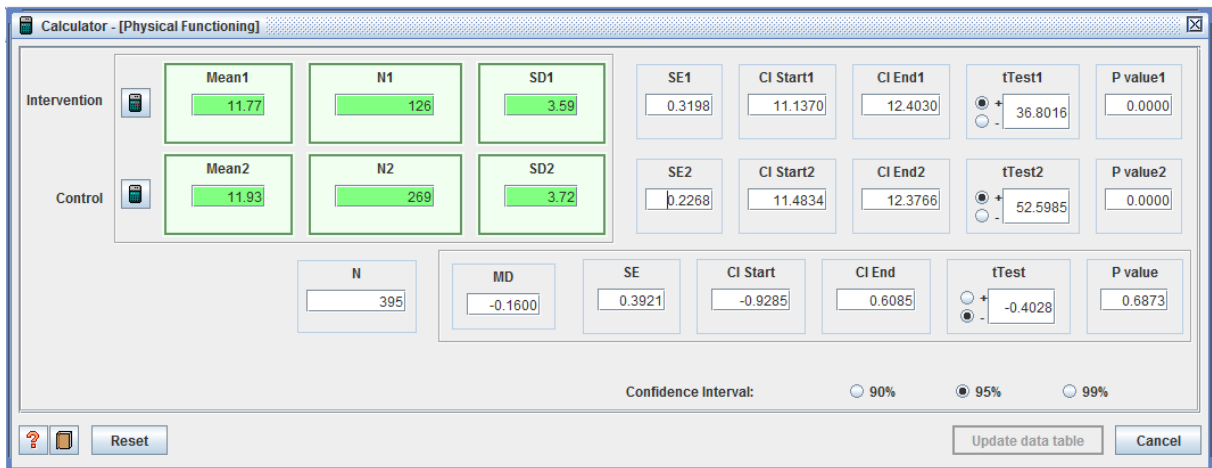 Calculator - [Physical Functioning]
Mean1 N1 SD1 SE1 CI Start1 CI End1 tTest1 P value1
Intervention 11.77 126 3.59 0.3198 11.1370 12.4030 + - 36.8016 0.0000
Mean2 N2 SD2 SE2 CI Start2 CI End2 tTest2 P value2
Control 11.93 269 3.72 0.2268 11.4834 12.3766 + - 52.5985 0.0000
N MD SE CI Start CI End tTest P value
395 -0.1600 0.3921 -0.9285 0.6085 + - -0.4028 0.6873
Confidence Interval: 90% 95% 99%
? Reset Update data table Cancel